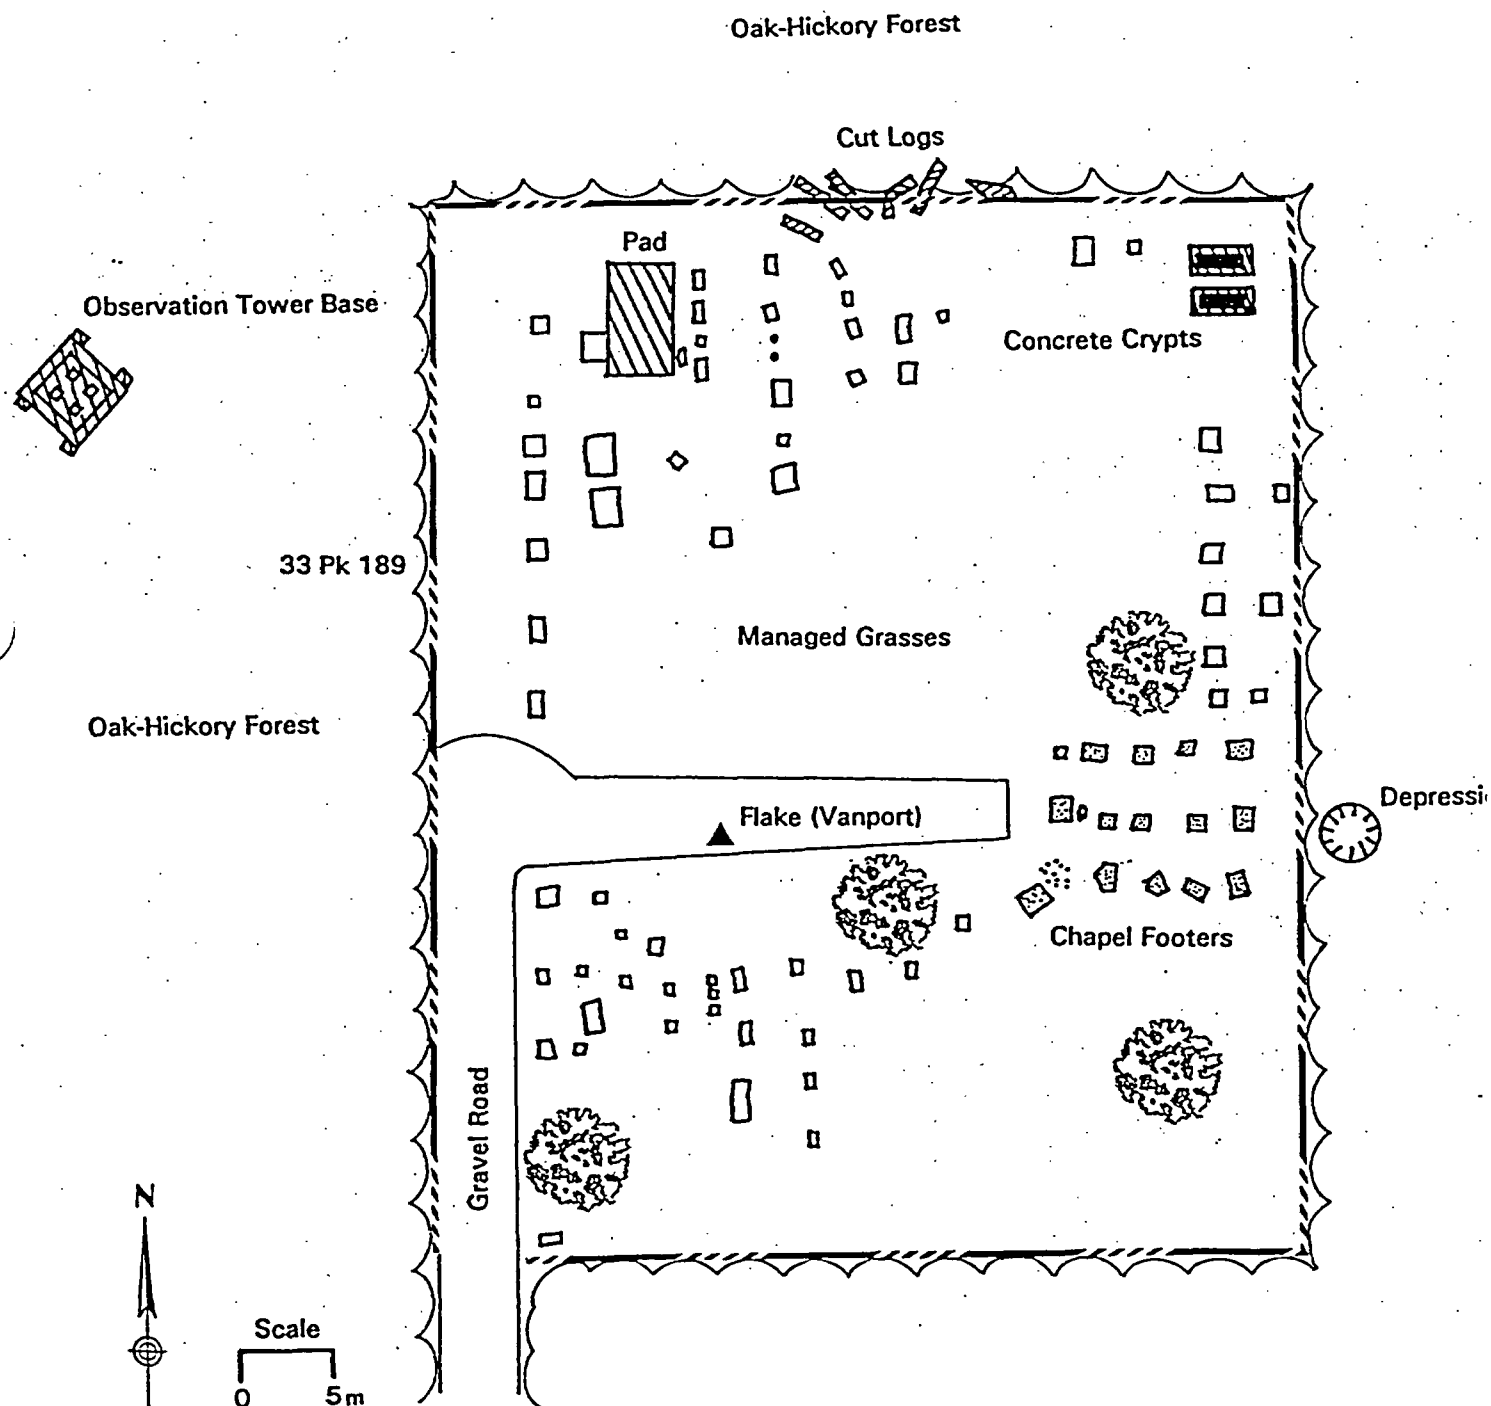 Oak-Hickory Forest
Cut Logs
Pad
Observation Tower Base
Concrete Crypts
33 Pk 189
Managed Grasses
Oak-Hickory Forest
Depressi
Flake (Vanport)
Chapel Footers
Gravel Road
N
Scale
0 5m